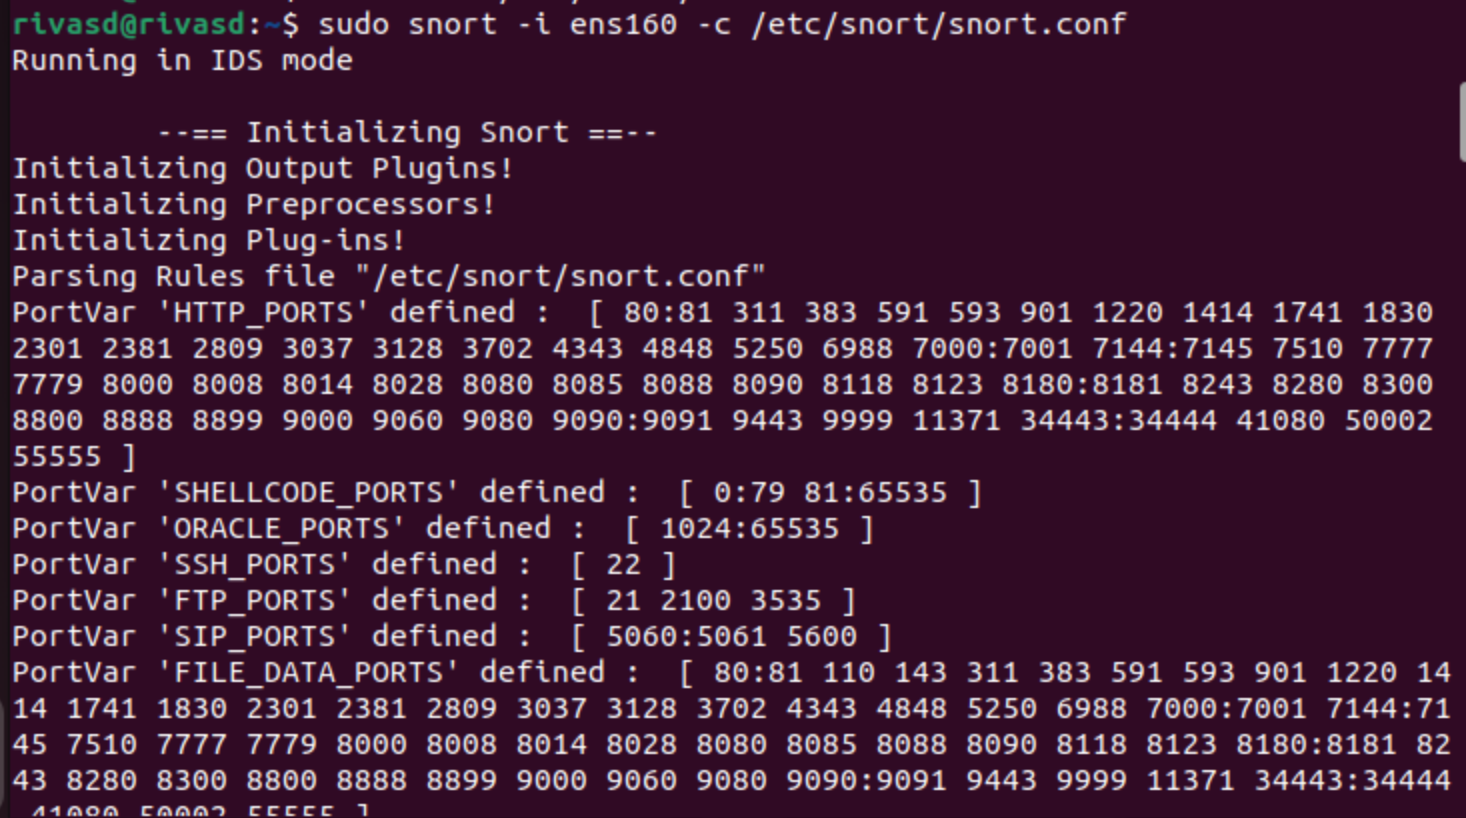 rivasd@rivasd:~$ sudo snort -i ens160 -c /etc/snort/snort.conf
Running in IDS mode
--== Initializing Snort ==--
Initializing Output Plugins!
Initializing Preprocessors!
Initializing Plug-ins!
Parsing Rules file "/etc/snort/snort.conf"
PortVar 'HTTP_PORTS' defined :  [ 80:81 311 383 591 593 901 1220 1414 1741 1830
2301 2381 2809 3037 3128 3702 4343 4848 5250 6988 7000:7001 7144:7145 7510 7777
7779 8000 8008 8014 8028 8080 8085 8088 8090 8118 8123 8180:8181 8243 8280 8300
8800 8888 8899 9000 9060 9080 9090:9091 9443 9999 11371 34443:34444 41080 50002
55555 ]
PortVar 'SHELLCODE_PORTS' defined :  [ 0:79 81:65535 ]
PortVar 'ORACLE_PORTS' defined :  [ 1024:65535 ]
PortVar 'SSH_PORTS' defined :  [ 22 ]
PortVar 'FTP_PORTS' defined :  [ 21 2100 3535 ]
PortVar 'SIP_PORTS' defined :  [ 5060:5061 5600 ]
PortVar 'FILE_DATA_PORTS' defined :  [ 80:81 110 143 311 383 591 593 901 1220 14
14 1741 1830 2301 2381 2809 3037 3128 3702 4343 4848 5250 6988 7000:7001 7144:71
45 7510 7777 7779 8000 8008 8014 8028 8080 8085 8088 8090 8118 8123 8180:8181 82
43 8280 8300 8800 8888 8899 9000 9060 9080 9090:9091 9443 9999 11371 34443:34444
41080 50002 55555 ]